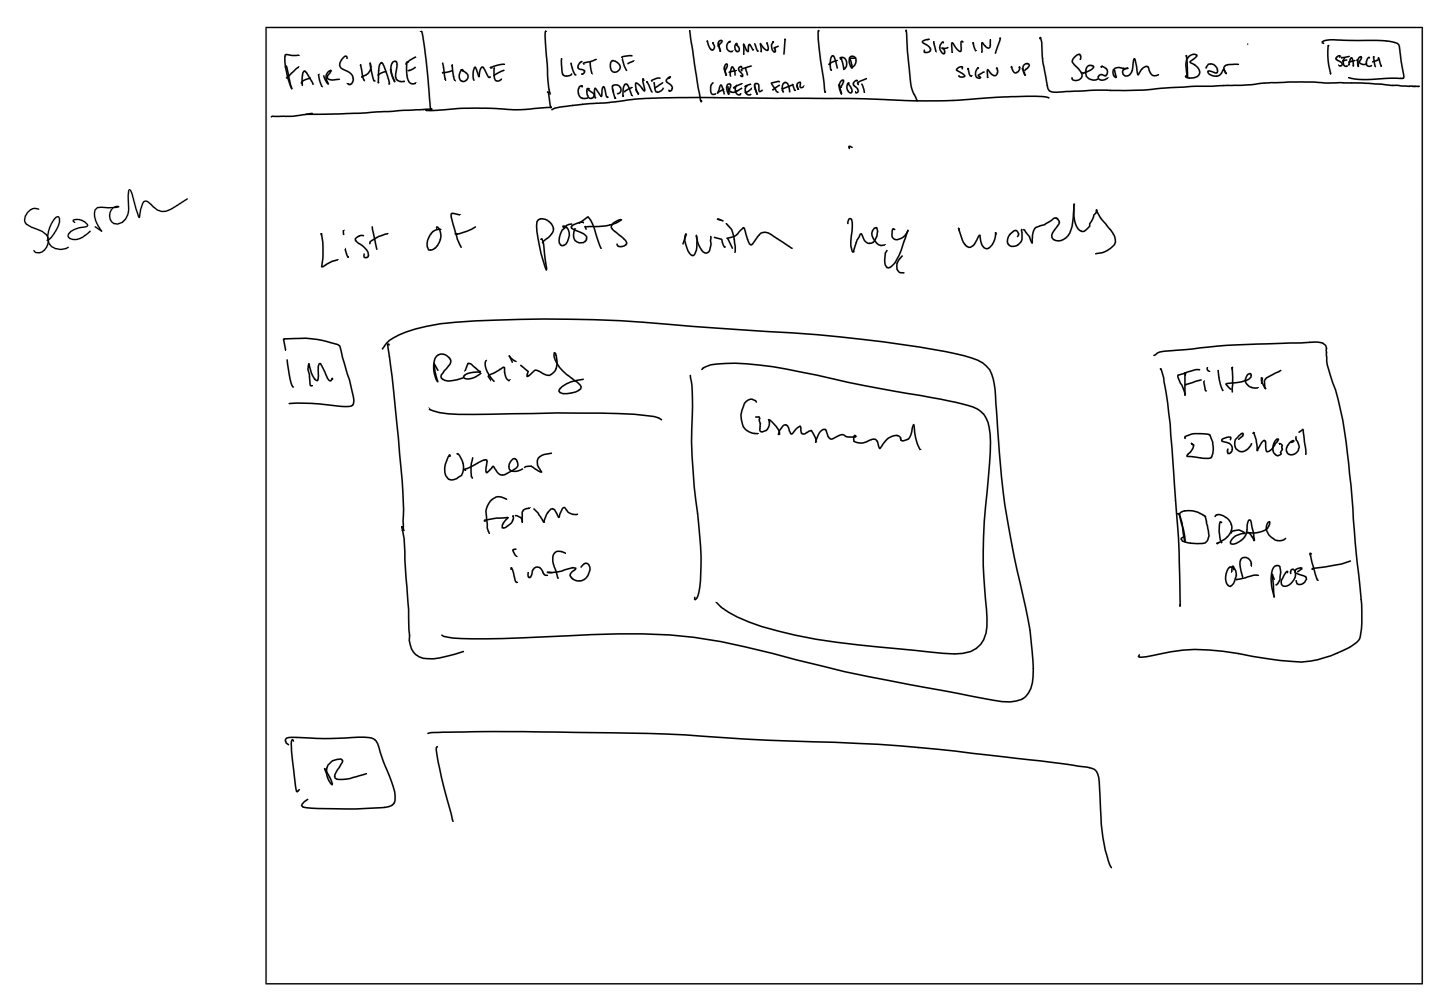 FAIRSHARE
HOME
LIST OF
COMPANIES
UPCOMING/
PAST
CAREER FAIR
ADD
POST
SIGN IN/
SIGN UP
Search Bar
SEARCH
Search
List of posts with key words
M
Rating
Other
form
info
Comment
Filter
school
Date
of post
R